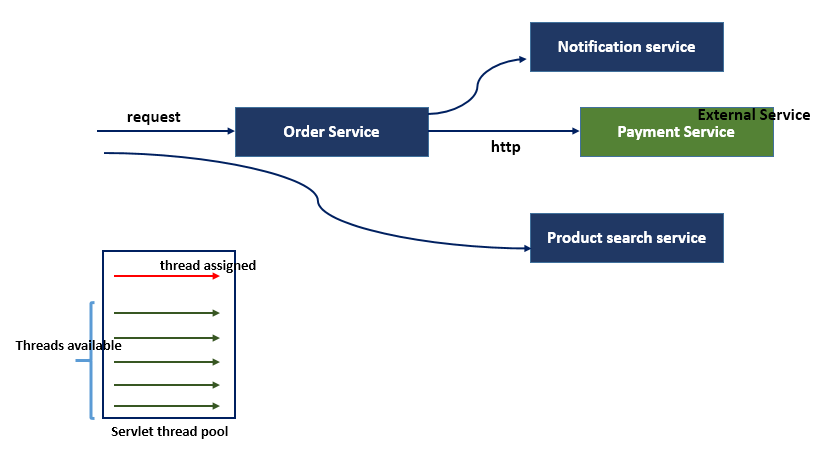 Notification service
External Service
request
Order Service
Payment Service
http
Product search service
thread assigned
Threads available
Servlet thread pool